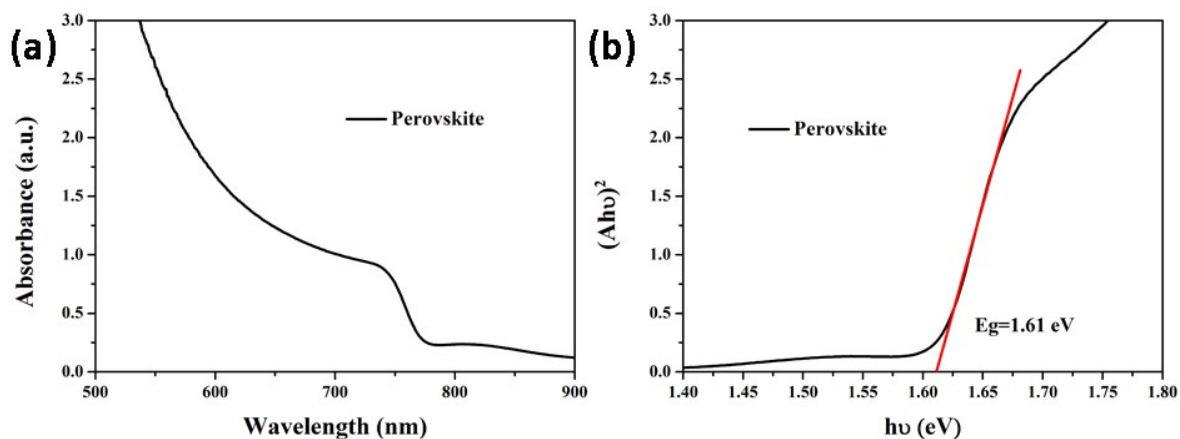 (a)
3.0
2.5
2.0
1.5
1.0
0.5
0.0
Absorbance (a.u.)
Perovskite
500 600 700 800 900
Wavelength (nm)
(b)
3.0
2.5
2.0
1.5
1.0
0.5
0.0
(Ahυ)²
Perovskite
Eg=1.61 eV
1.40 1.45 1.50 1.55 1.60 1.65 1.70 1.75 1.80
hυ (eV)